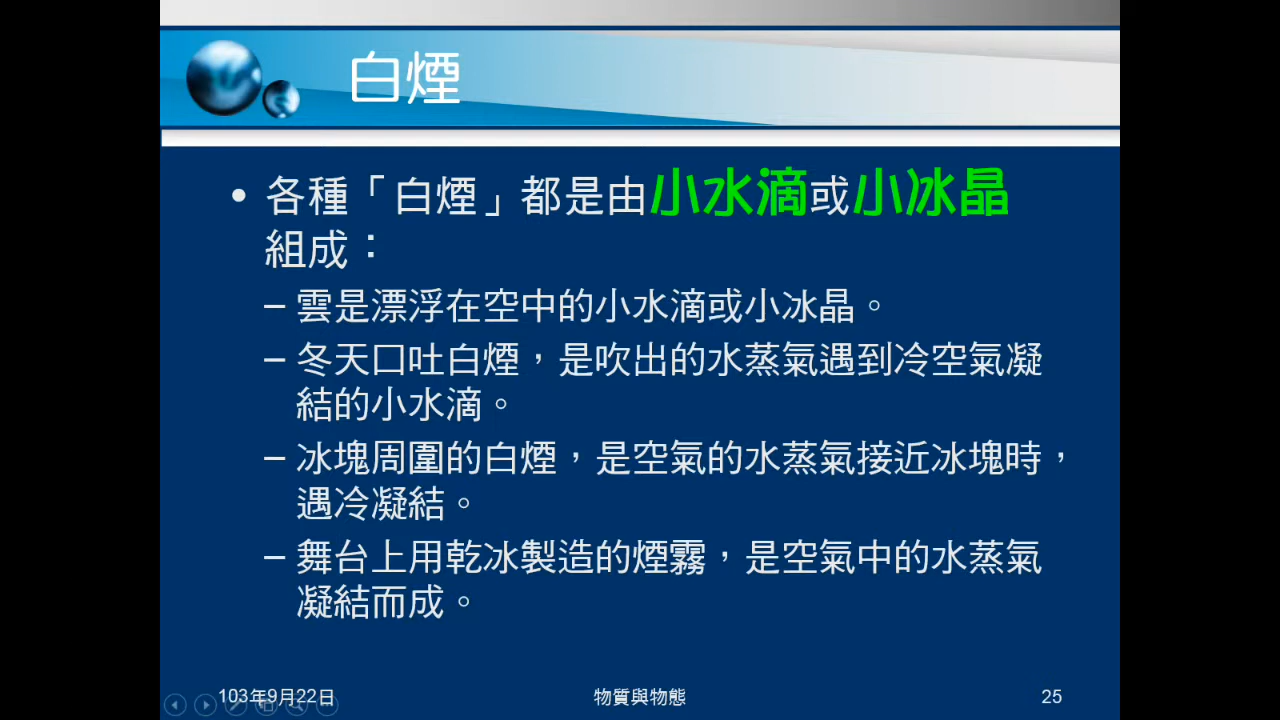 白煙
• 各種「白煙」都是由小水滴或小冰晶
組成：
– 雲是漂浮在空中的小水滴或小冰晶。
– 冬天口吐白煙，是吹出的水蒸氣遇到冷空氣凝
結的小水滴。
– 冰塊周圍的白煙，是空氣的水蒸氣接近冰塊時，
遇冷凝結。
– 舞台上用乾冰製造的煙霧，是空氣中的水蒸氣
凝結而成。
103年9月22日
物質與物態
25